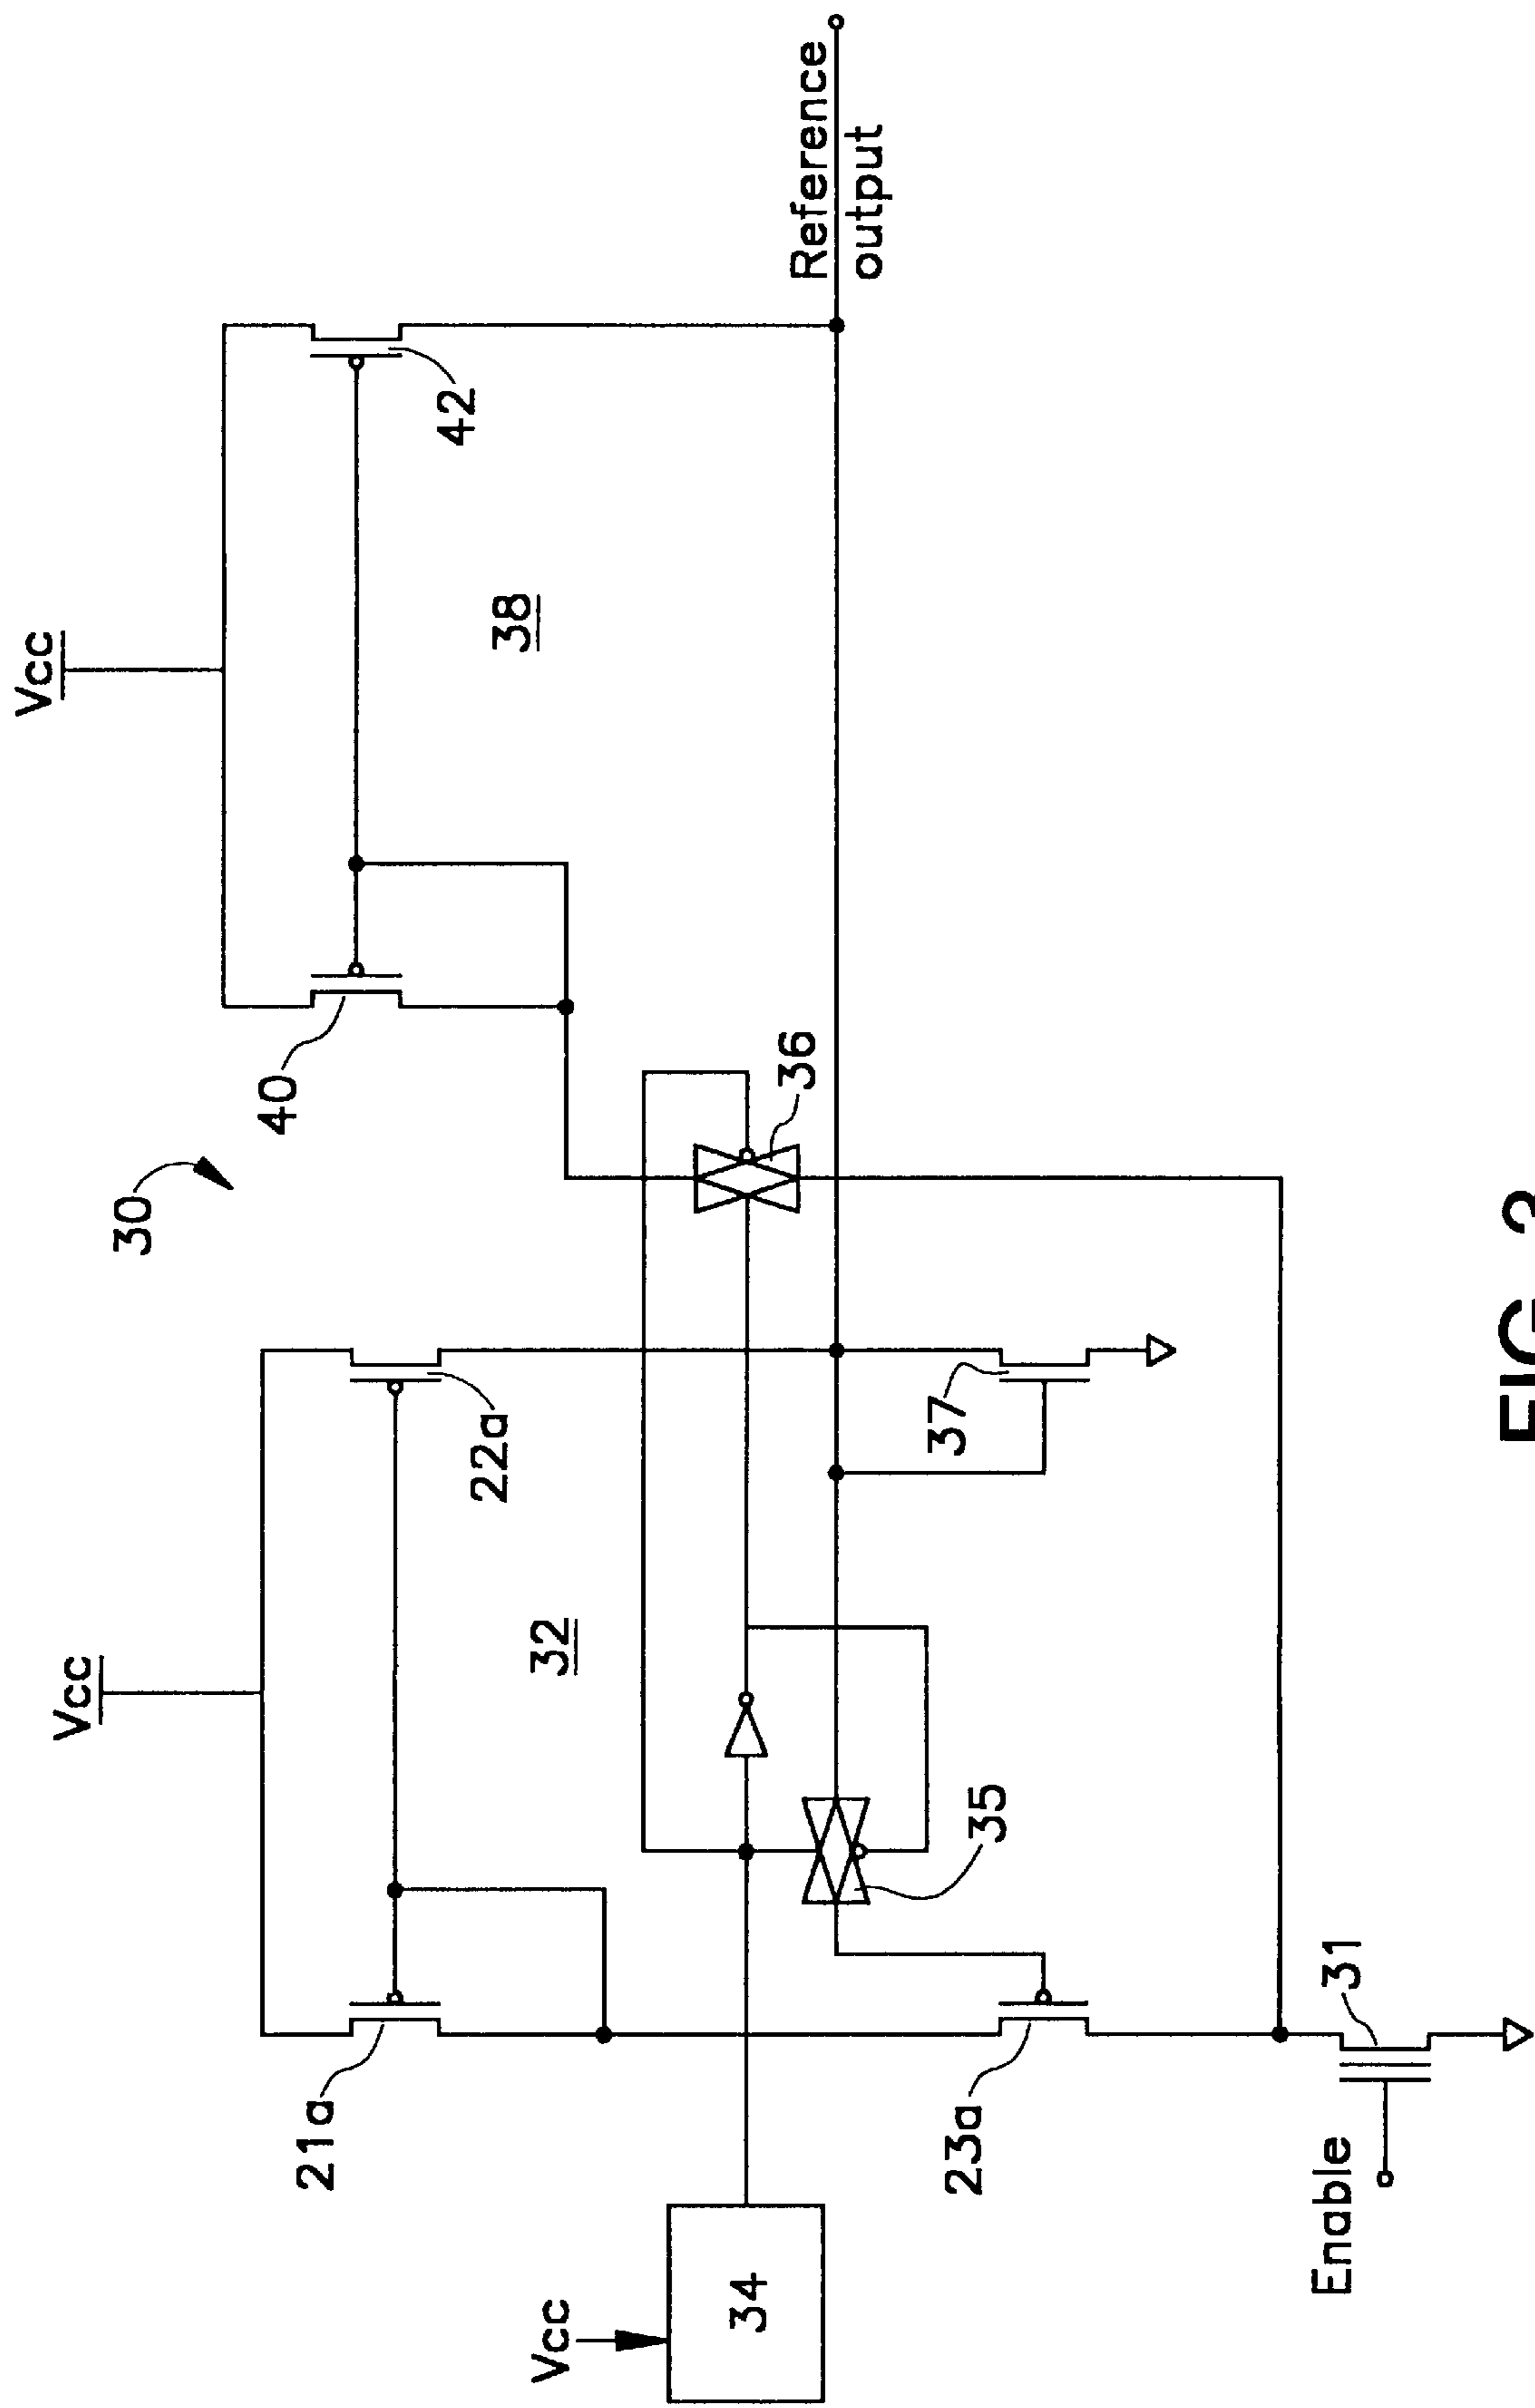 Vcc
Vcc
30
40
21a
42
22a
38
32
Vcc
34
36
Reference
output
37
23a
35
Enable
31
FIG